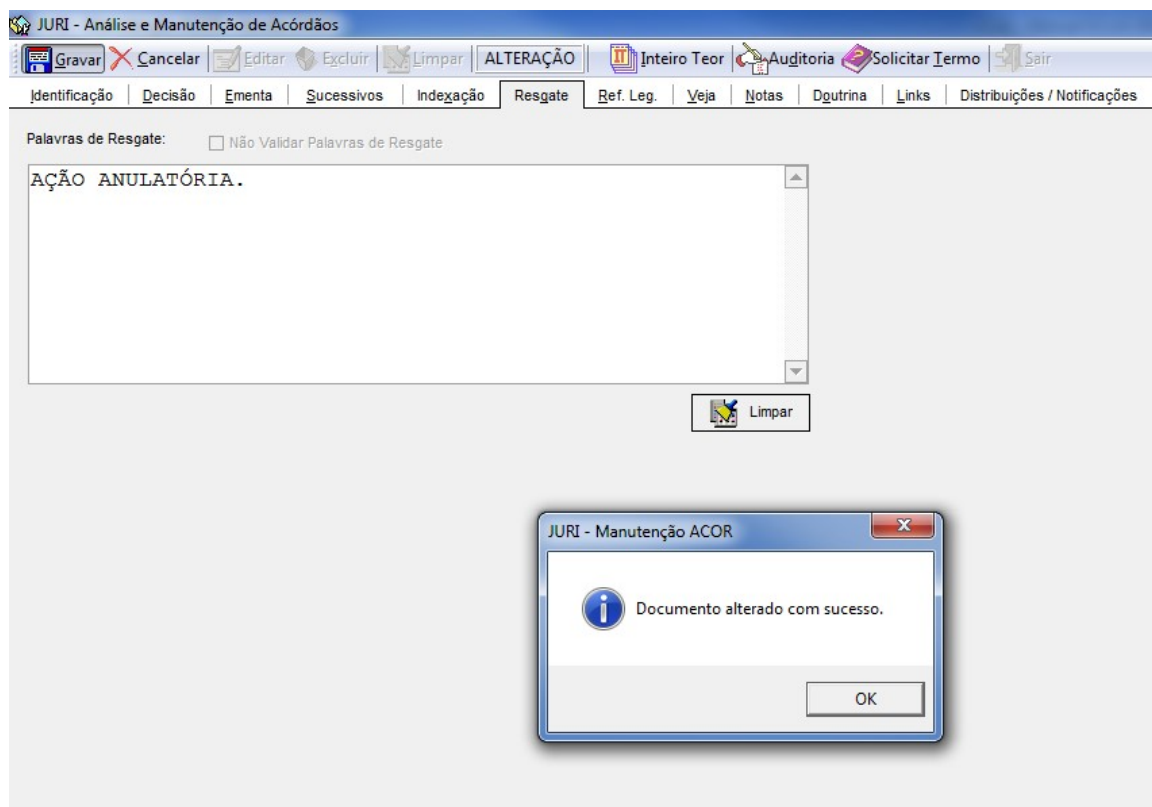 JURI - Análise e Manutenção de Acórdãos
Gravar Cancelar Editar Excluir Limpar ALTERAÇÃO Inteiro Teor Auditoria Solicitar Termo Sair
Identificação Decisão Ementa Sucessivos Indexação Resgate Ref. Leg. Veja Notas Doutrina Links Distribuições / Notificações
Palavras de Resgate: Não Validar Palavras de Resgate
AÇÃO ANULATÓRIA.
Limpar
JURI - Manutenção ACOR
Documento alterado com sucesso.
OK